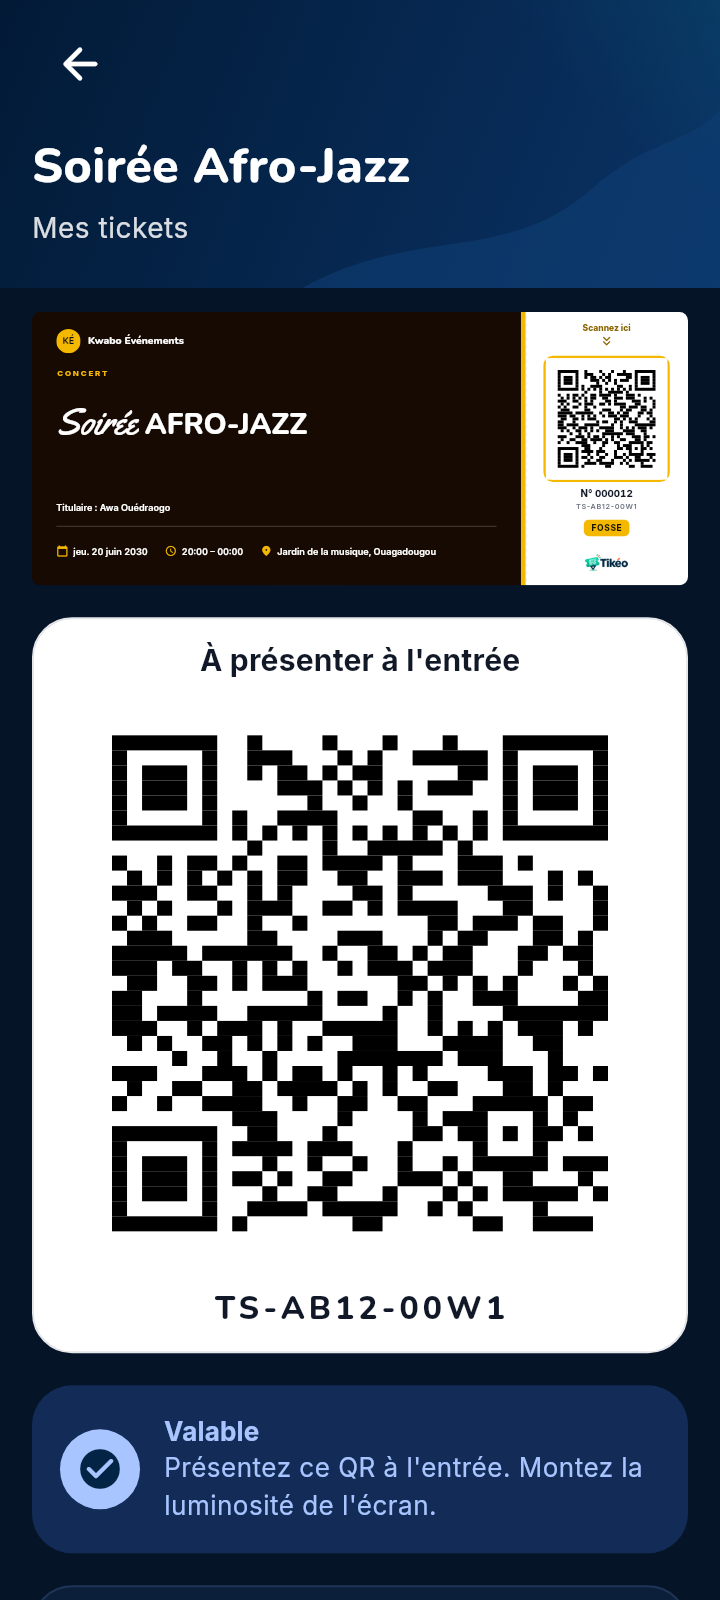 Soirée Afro-Jazz
Mes tickets
KÉ
Kwabo Événements
CONCERT
Soirée AFRO-JAZZ
Titulaire : Awa Ouédraogo
jeu. 20 juin 2030
20:00 – 00:00
Jardin de la musique, Ouagadougou
Scannez ici
N° 000012
TS-AB12-00W1
FOSSE
Tikéo
À présenter à l'entrée
TS-AB12-00W1
Valable
Présentez ce QR à l'entrée. Montez la
luminosité de l'écran.